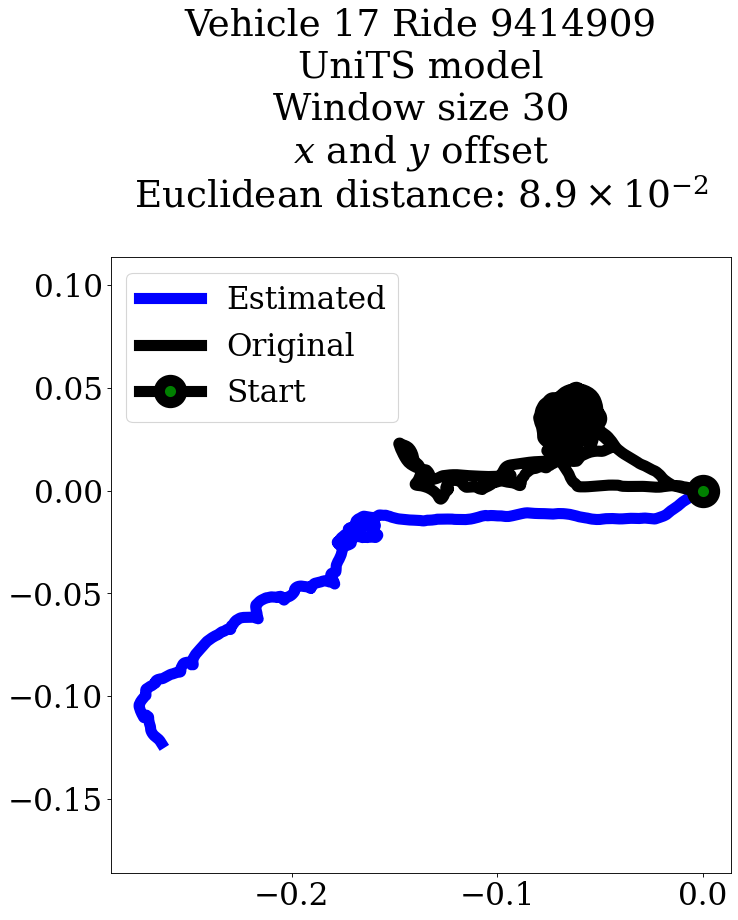 Vehicle 17 Ride 9414909
UniTS model
Window size 30
x and y offset
Euclidean distance: 8.9 × 10⁻²
Estimated
Original
Start
0.10
0.05
0.00
−0.05
−0.10
−0.15
−0.2
−0.1
0.0